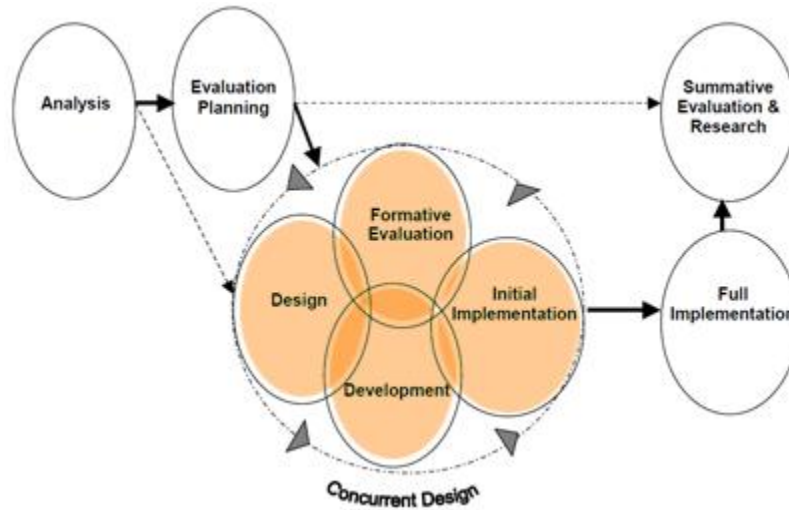 Analysis
Evaluation
Planning
Summative
Evaluation &
Research
Formative
Evaluation
Design
Initial
Implementation
Full
Implementation
Development
Concurrent Design